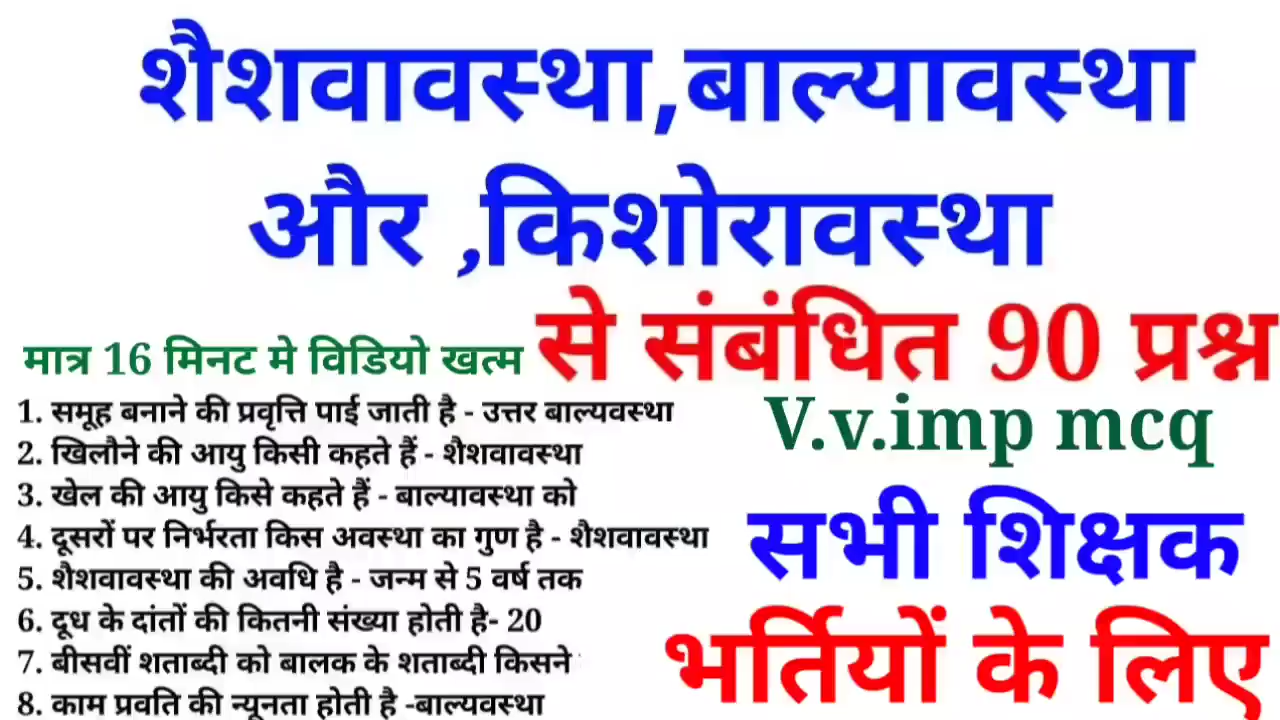 शैशवावस्था,बाल्यावस्था
और ,किशोरावस्था
से संबंधित 90 प्रश्न
मात्र 16 मिनट मे विडियो खत्म
V.v.imp mcq
1. समूह बनाने की प्रवृत्ति पाई जाती है - उत्तर बाल्यवस्था
2. खिलौने की आयु किसी कहते हैं - शैशवावस्था
3. खेल की आयु किसे कहते हैं - बाल्यावस्था को
4. दूसरों पर निर्भरता किस अवस्था का गुण है - शैशवावस्था
5. शैशवावस्था की अवधि है - जन्म से 5 वर्ष तक
6. दूध के दांतों की कितनी संख्या होती है- 20
7. बीसवीं शताब्दी को बालक के शताब्दी किसने
8. काम प्रवति की न्यूनता होती है -बाल्यवस्था
सभी शिक्षक
भर्तियों के लिए